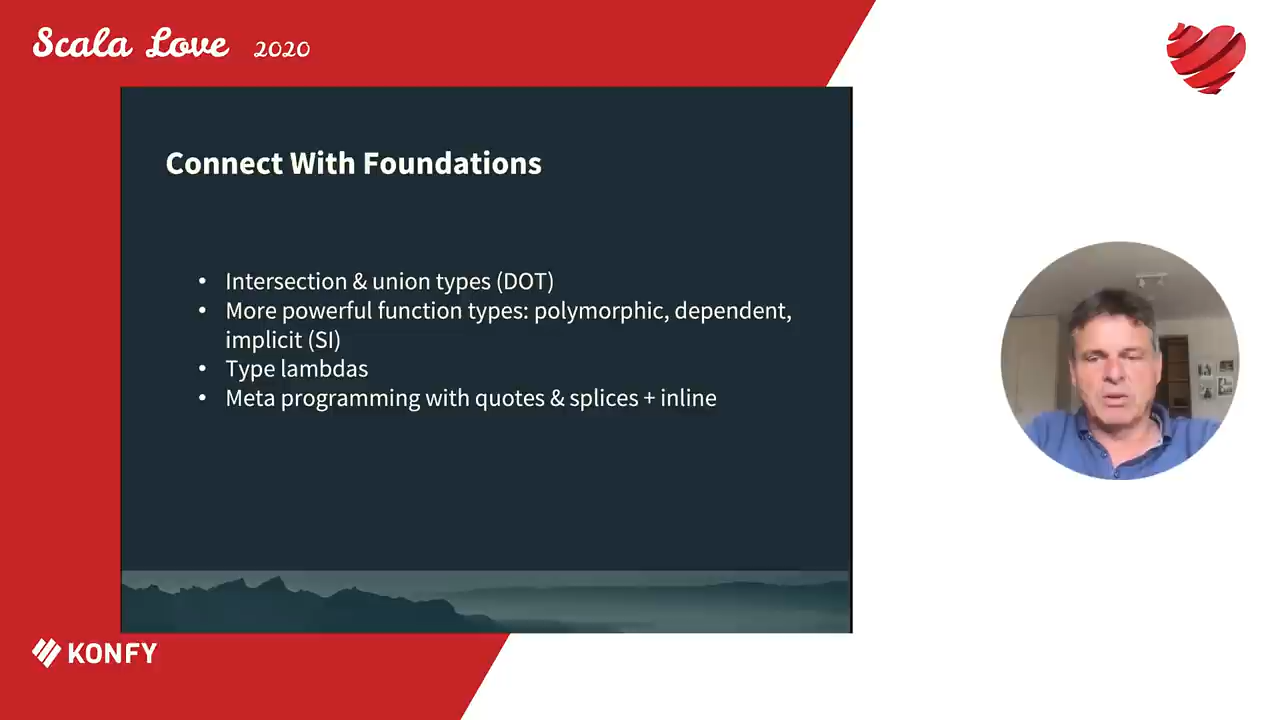 Scala Love 2020
Connect With Foundations
• Intersection & union types (DOT)
• More powerful function types: polymorphic, dependent,
implicit (SI)
• Type lambdas
• Meta programming with quotes & splices + inline
KONFY